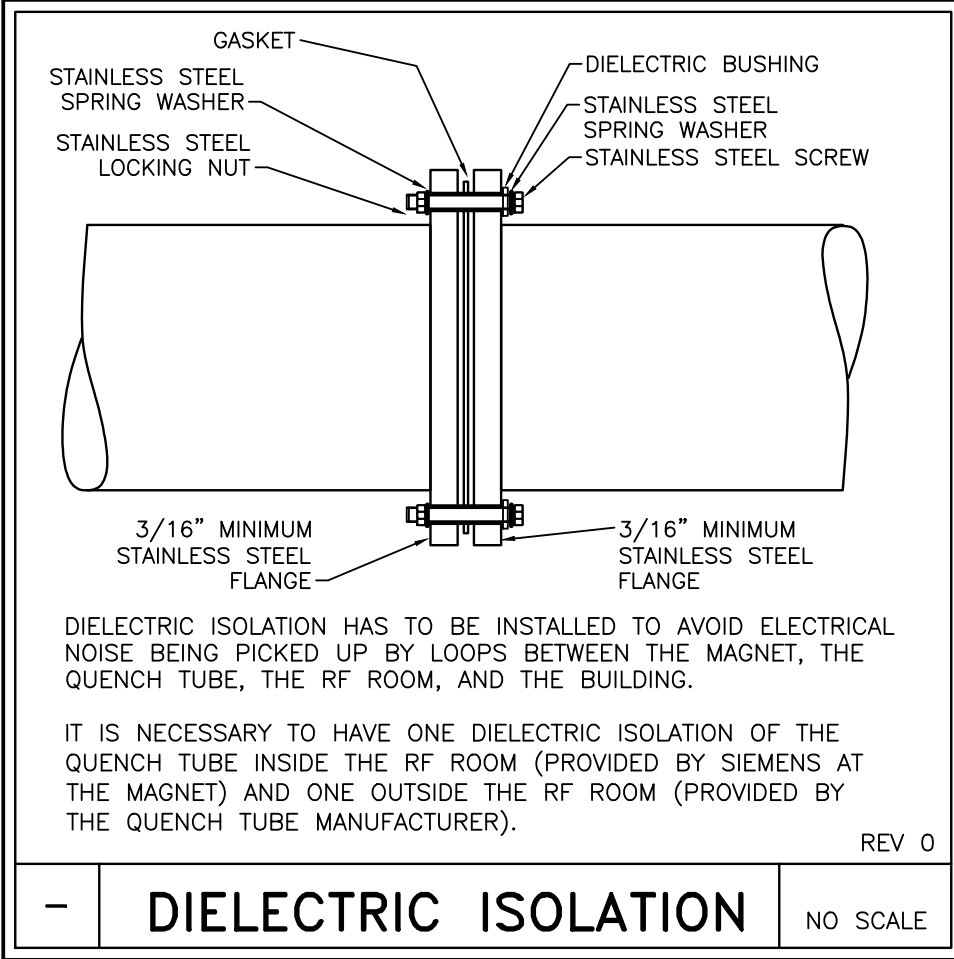 GASKET
STAINLESS STEEL
SPRING WASHER
STAINLESS STEEL
LOCKING NUT
DIELECTRIC BUSHING
STAINLESS STEEL
SPRING WASHER
STAINLESS STEEL SCREW
3/16" MINIMUM
STAINLESS STEEL
FLANGE
3/16" MINIMUM
STAINLESS STEEL
FLANGE
DIELECTRIC ISOLATION HAS TO BE INSTALLED TO AVOID ELECTRICAL
NOISE BEING PICKED UP BY LOOPS BETWEEN THE MAGNET, THE
QUENCH TUBE, THE RF ROOM, AND THE BUILDING.
IT IS NECESSARY TO HAVE ONE DIELECTRIC ISOLATION OF THE
QUENCH TUBE INSIDE THE RF ROOM (PROVIDED BY SIEMENS AT
THE MAGNET) AND ONE OUTSIDE THE RF ROOM (PROVIDED BY
THE QUENCH TUBE MANUFACTURER).
REV 0
–
DIELECTRIC ISOLATION
NO SCALE